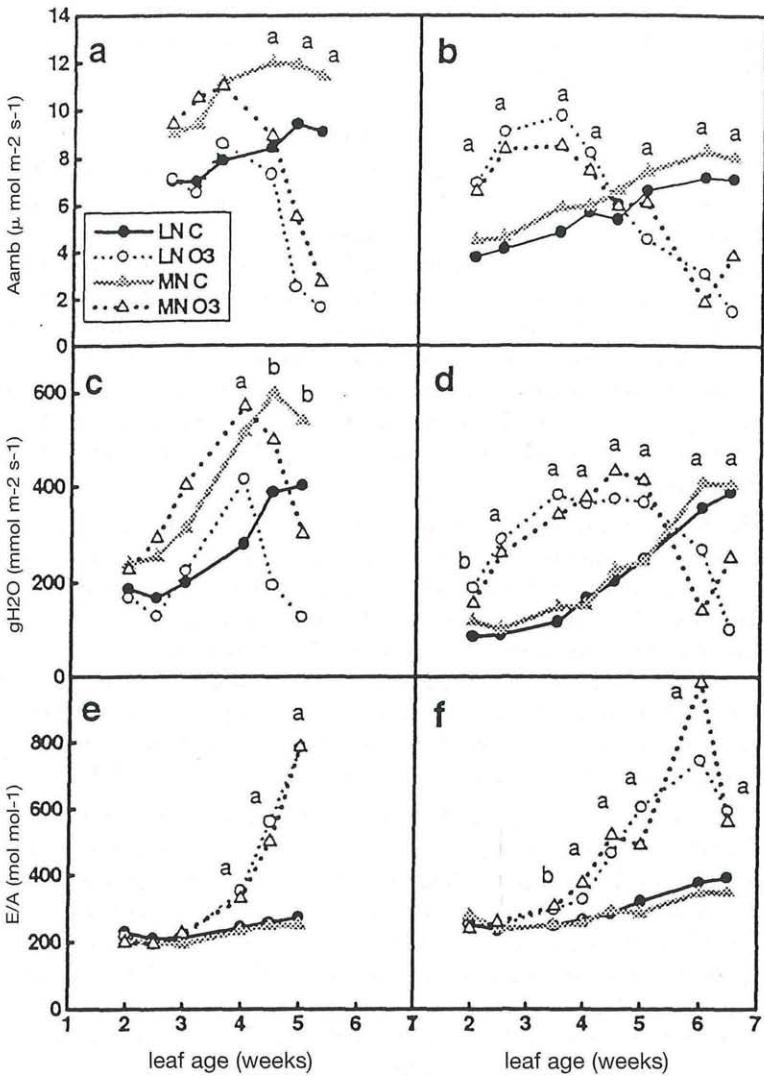 14
12
10
8
6
4
2
0
Aamb (μ mol m-2 s-1)
a
a
a
a
LN C
LN O3
MN C
MN O3
b
a
a
a
a
a
a
a
600
400
200
0
gH2O (mmol m-2 s-1)
c
a
b
b
d
b
a
a
a
a
a
a
a
800
600
400
200
0
E/A (mol mol-1)
e
a
a
a
f
b
a
a
a
a
a
1 2 3 4 5 6 7
1 2 3 4 5 6 7
leaf age (weeks)
leaf age (weeks)